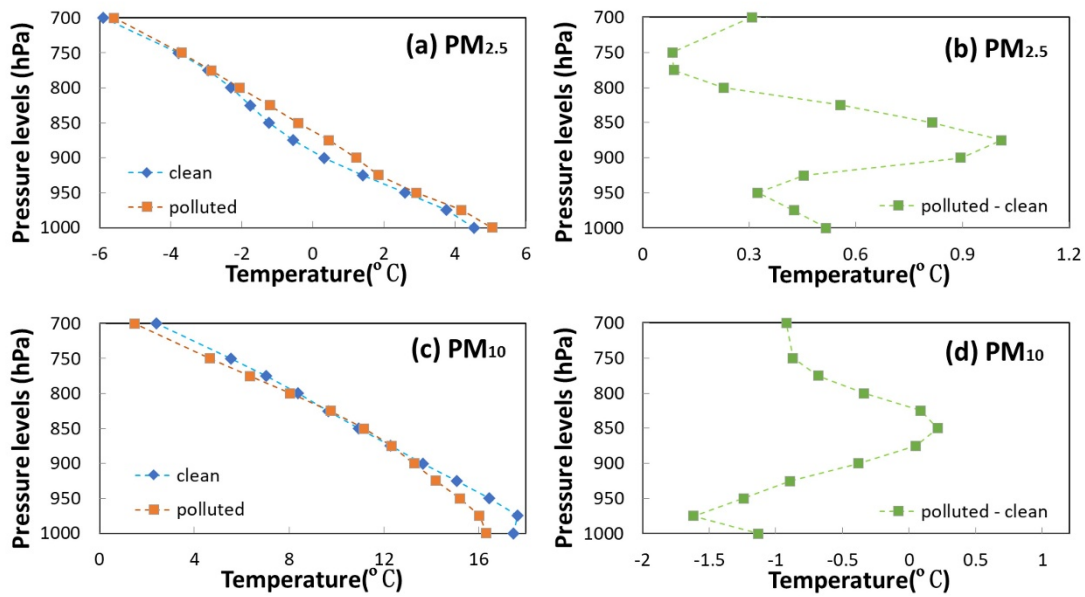 (a) PM2.5
Pressure levels (hPa)
700
750
800
850
900
950
1000
clean
polluted
-6 -4 -2 0 2 4 6
Temperature(° C)
(b) PM2.5
Pressure levels (hPa)
700
750
800
850
900
950
1000
polluted - clean
0 0.3 0.6 0.9 1.2
Temperature(° C)
(c) PM10
Pressure levels (hPa)
700
750
800
850
900
950
1000
clean
polluted
0 4 8 12 16
Temperature(° C)
(d) PM10
Pressure levels (hPa)
700
750
800
850
900
950
1000
polluted - clean
-2 -1.5 -1 -0.5 0 0.5 1
Temperature(° C)